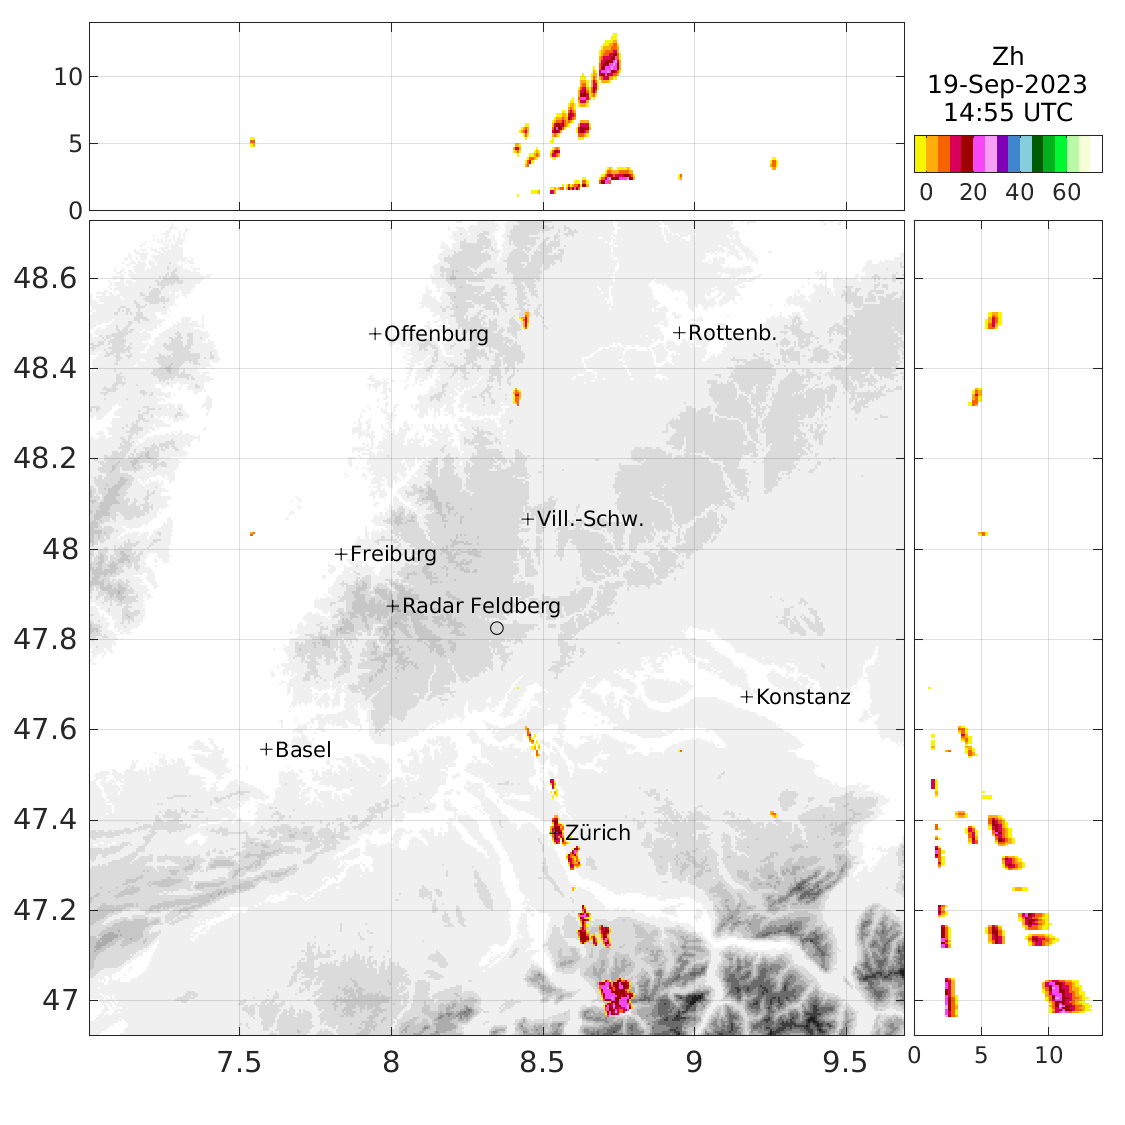 Zh
19-Sep-2023
14:55 UTC
0 20 40 60
10
5
0
48.6
48.4
48.2
48
47.8
47.6
47.4
47.2
47
Offenburg
Rottenb.
Vill.-Schw.
Freiburg
Radar Feldberg
Konstanz
Basel
Zürich
7.5 8 8.5 9 9.5
0 5 10